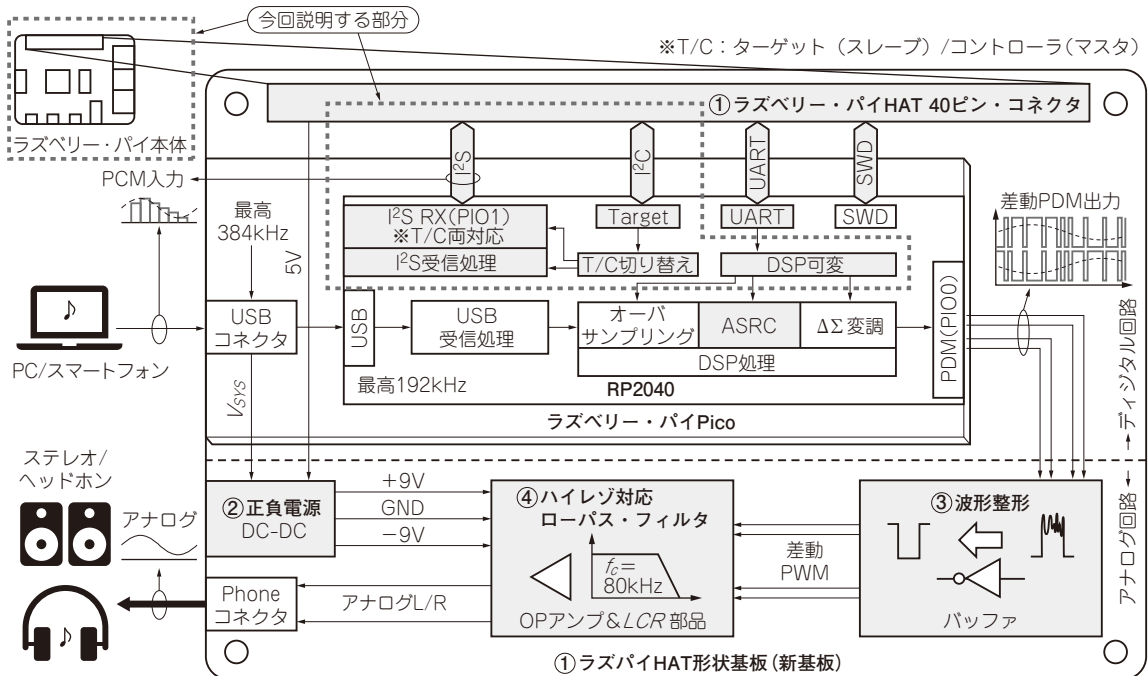 今回説明する部分
※T/C：ターゲット（スレーブ）/コントローラ(マスタ)
①ラズベリー・パイHAT 40ピン・コネクタ
ラズベリー・パイ本体
I²S
I²C
UART
SWD
PCM入力
最高
384kHz
5V
I²S RX(PIO1)
※T/C両対応
I²S受信処理
Target
UART
SWD
T/C切り替え
DSP可変
差動PDM出力
PC/スマートフォン
USB
コネクタ
USB
USB
受信処理
オーバ
サンプリング
ASRC
ΔΣ変調
DSP処理
PDM(PIO0)
最高192kHz
RP2040
ラズベリー・パイPico
VSYS
ディジタル回路
アナログ回路
ステレオ/
ヘッドホン
アナログ
②正負電源
DC-DC
+9V
GND
−9V
④ハイレゾ対応
ローパス・フィルタ
fc=
80kHz
OPアンプ&LCR部品
差動
PWM
③波形整形
バッファ
Phone
コネクタ
アナログL/R
①ラズパイHAT形状基板(新基板)